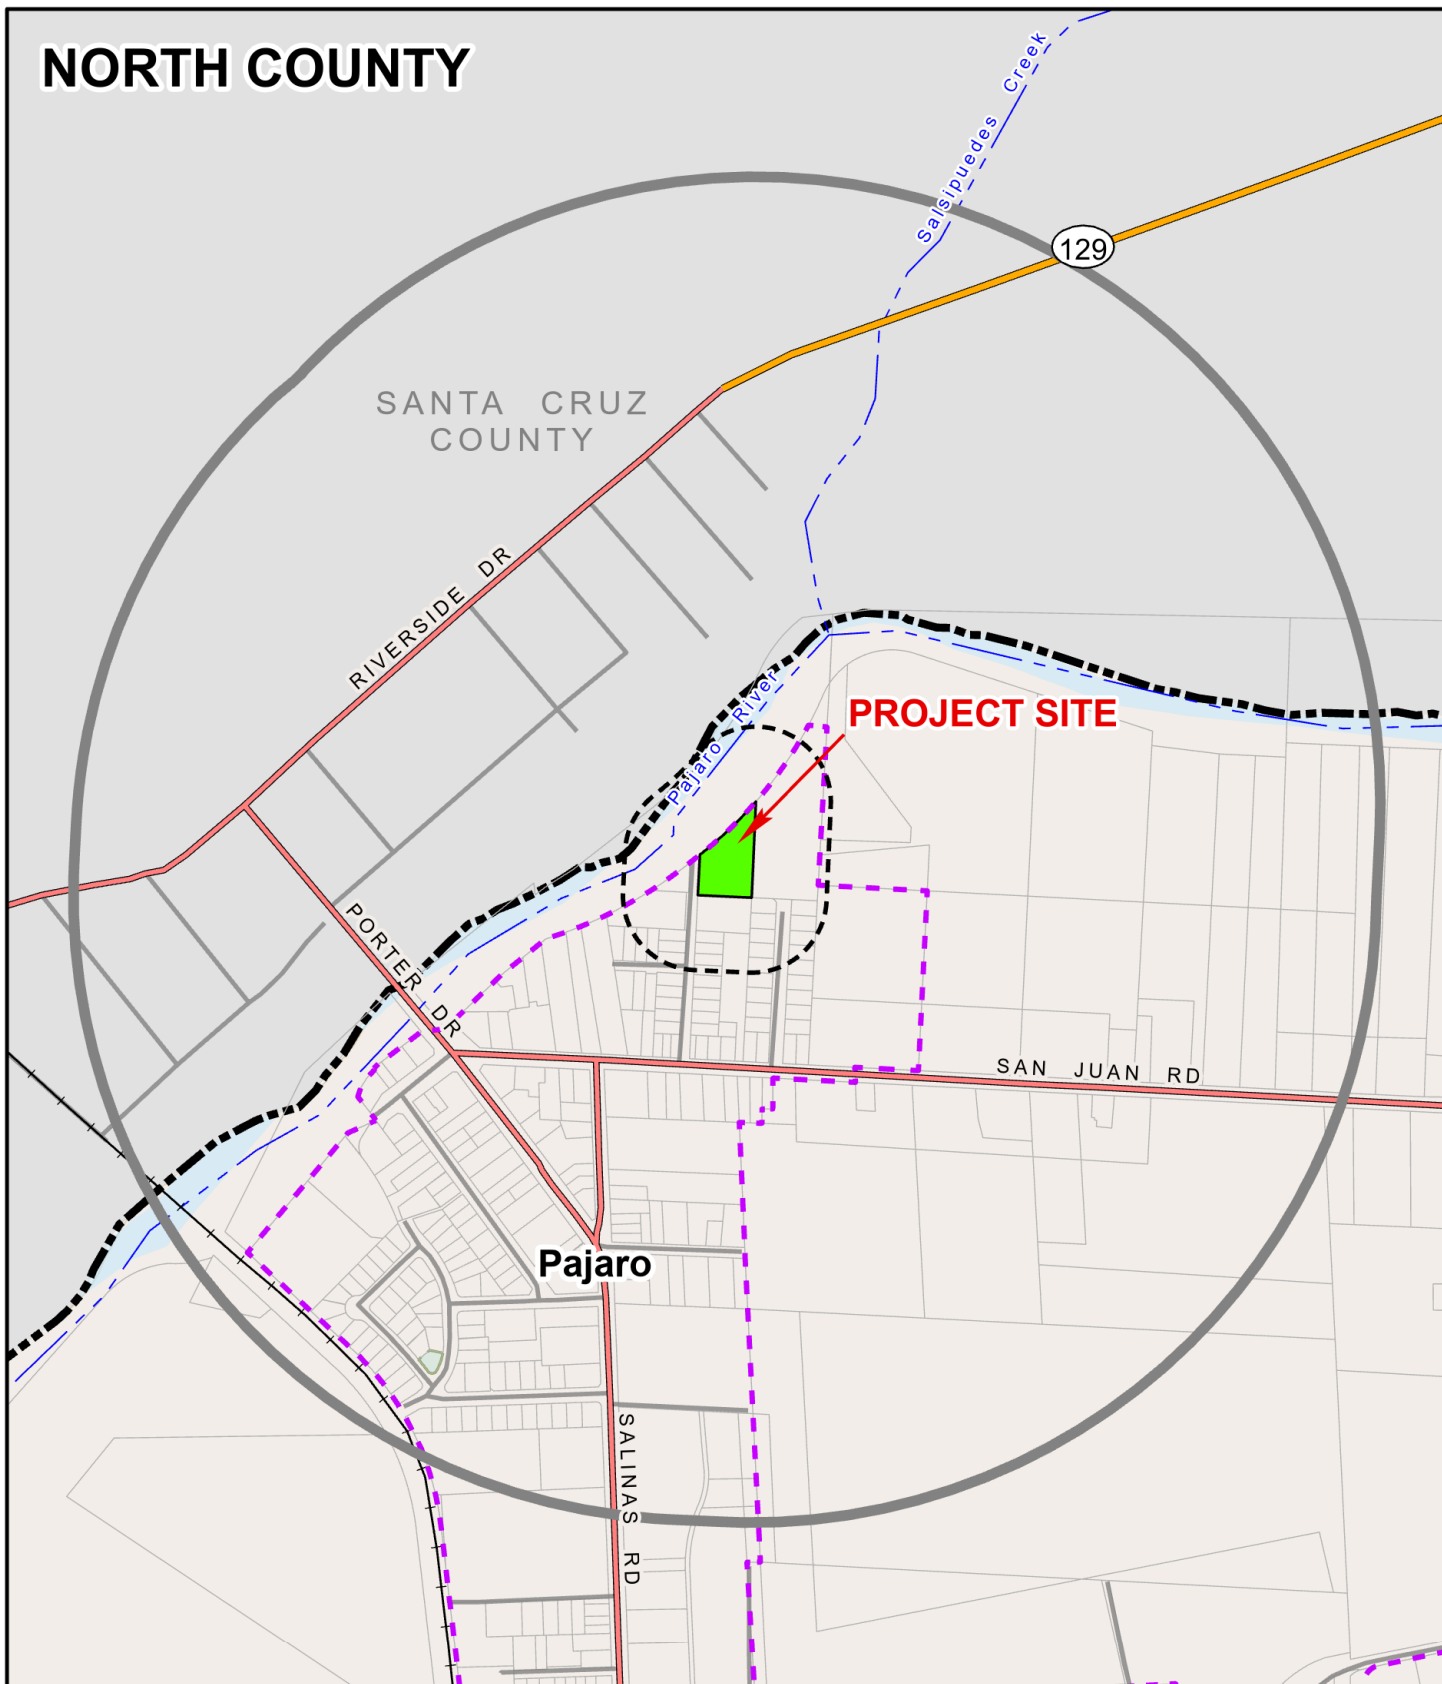 NORTH COUNTY
Salsipuedes Creek
129
SANTA CRUZ
COUNTY
RIVERSIDE DR
Pajaro River
PROJECT SITE
PORTER DR
SAN JUAN RD
Pajaro
SALINAS RD